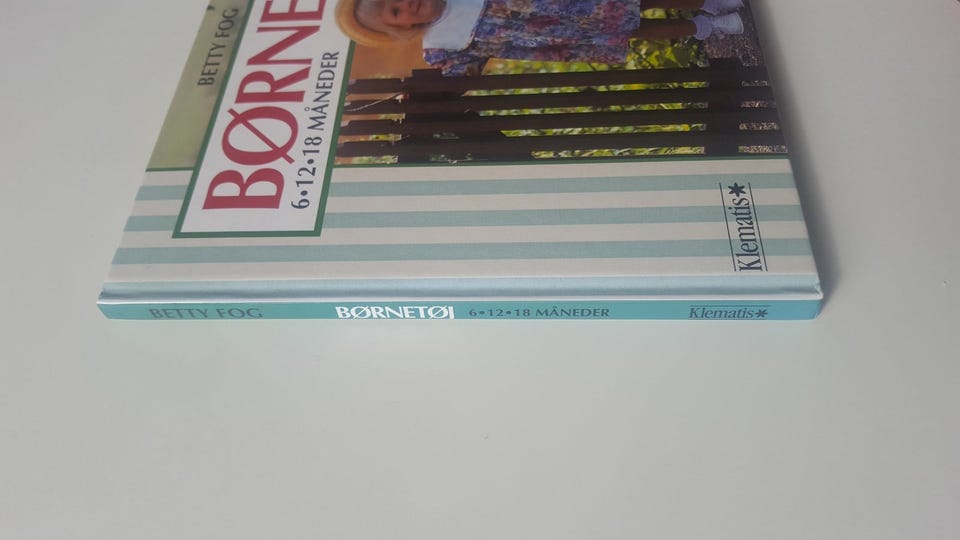 BETTY FOG
BØRNE
6•12•18 MÅNEDER
Klematis
BETTY FOG BØRNETØJ 6•12•18 MÅNEDER Klematis